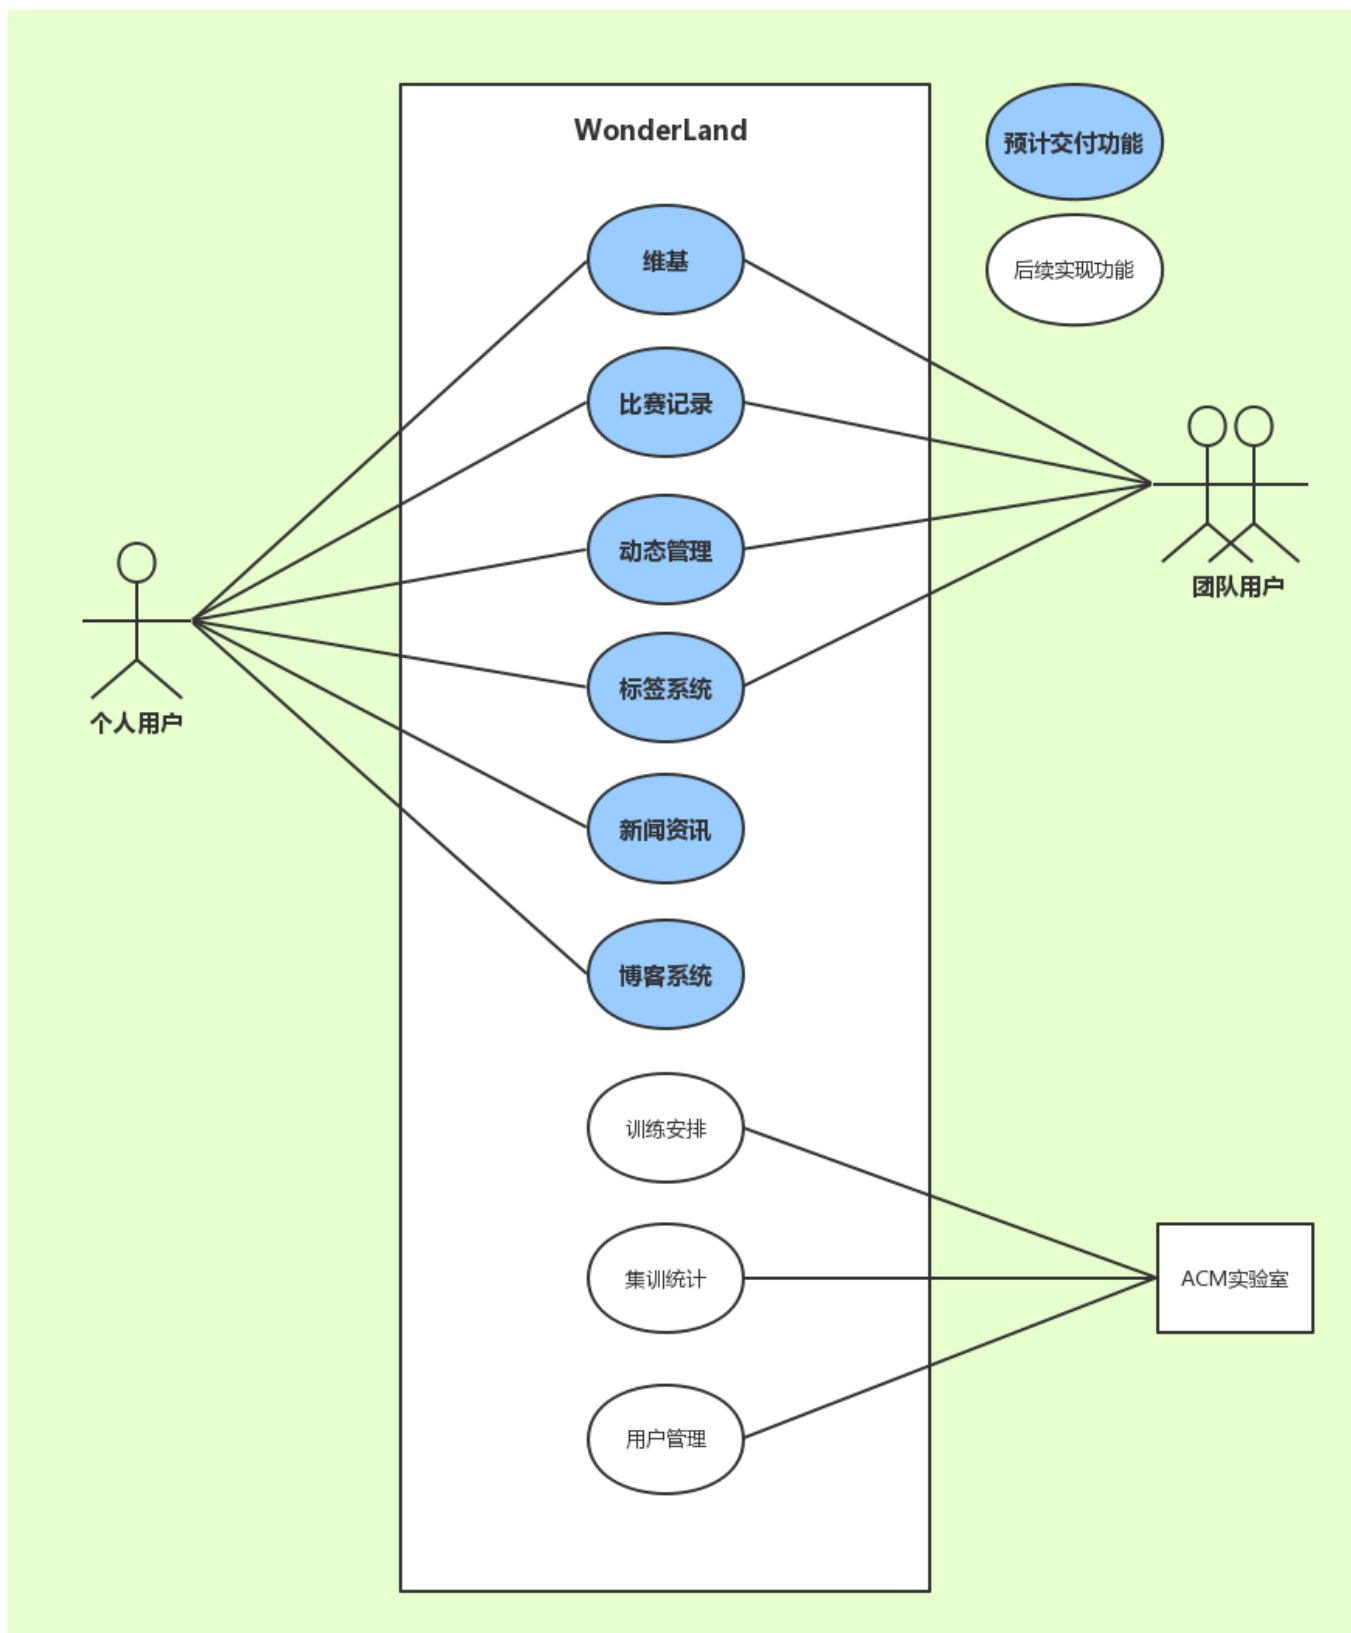 WonderLand
预计交付功能
后续实现功能
维基
比赛记录
动态管理
标签系统
新闻资讯
博客系统
训练安排
集训统计
用户管理
个人用户
团队用户
ACM实验室